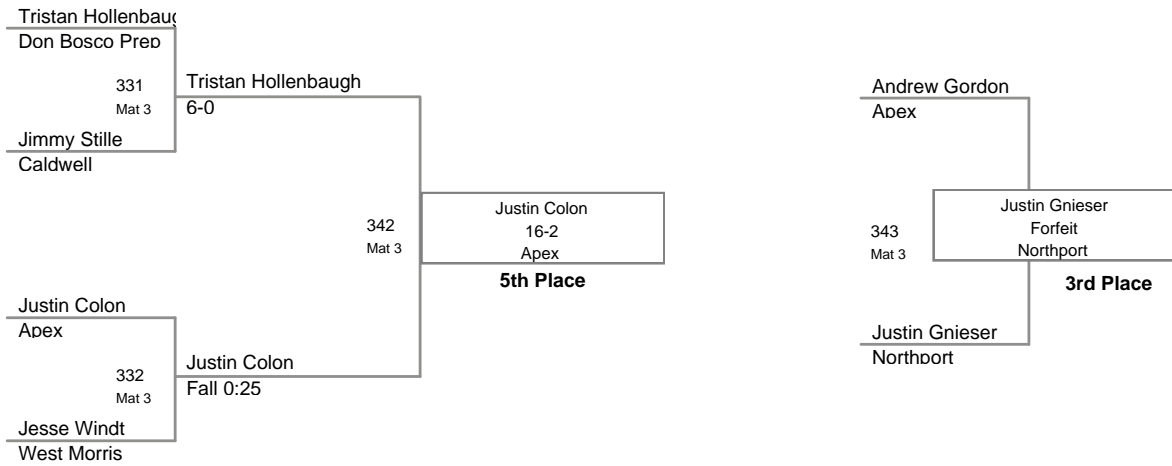 Tristan Hollenbaug
Don Bosco Prep
331
Mat 3
Tristan Hollenbaugh
6-0
Jimmy Stille
Caldwell
342
Mat 3
Justin Colon
16-2
Apex
5th Place
Justin Colon
Apex
332
Mat 3
Justin Colon
Fall 0:25
Jesse Windt
West Morris
Andrew Gordon
Apex
343
Mat 3
Justin Gnieser
Forfeit
Northport
3rd Place
Justin Gnieser
Northport